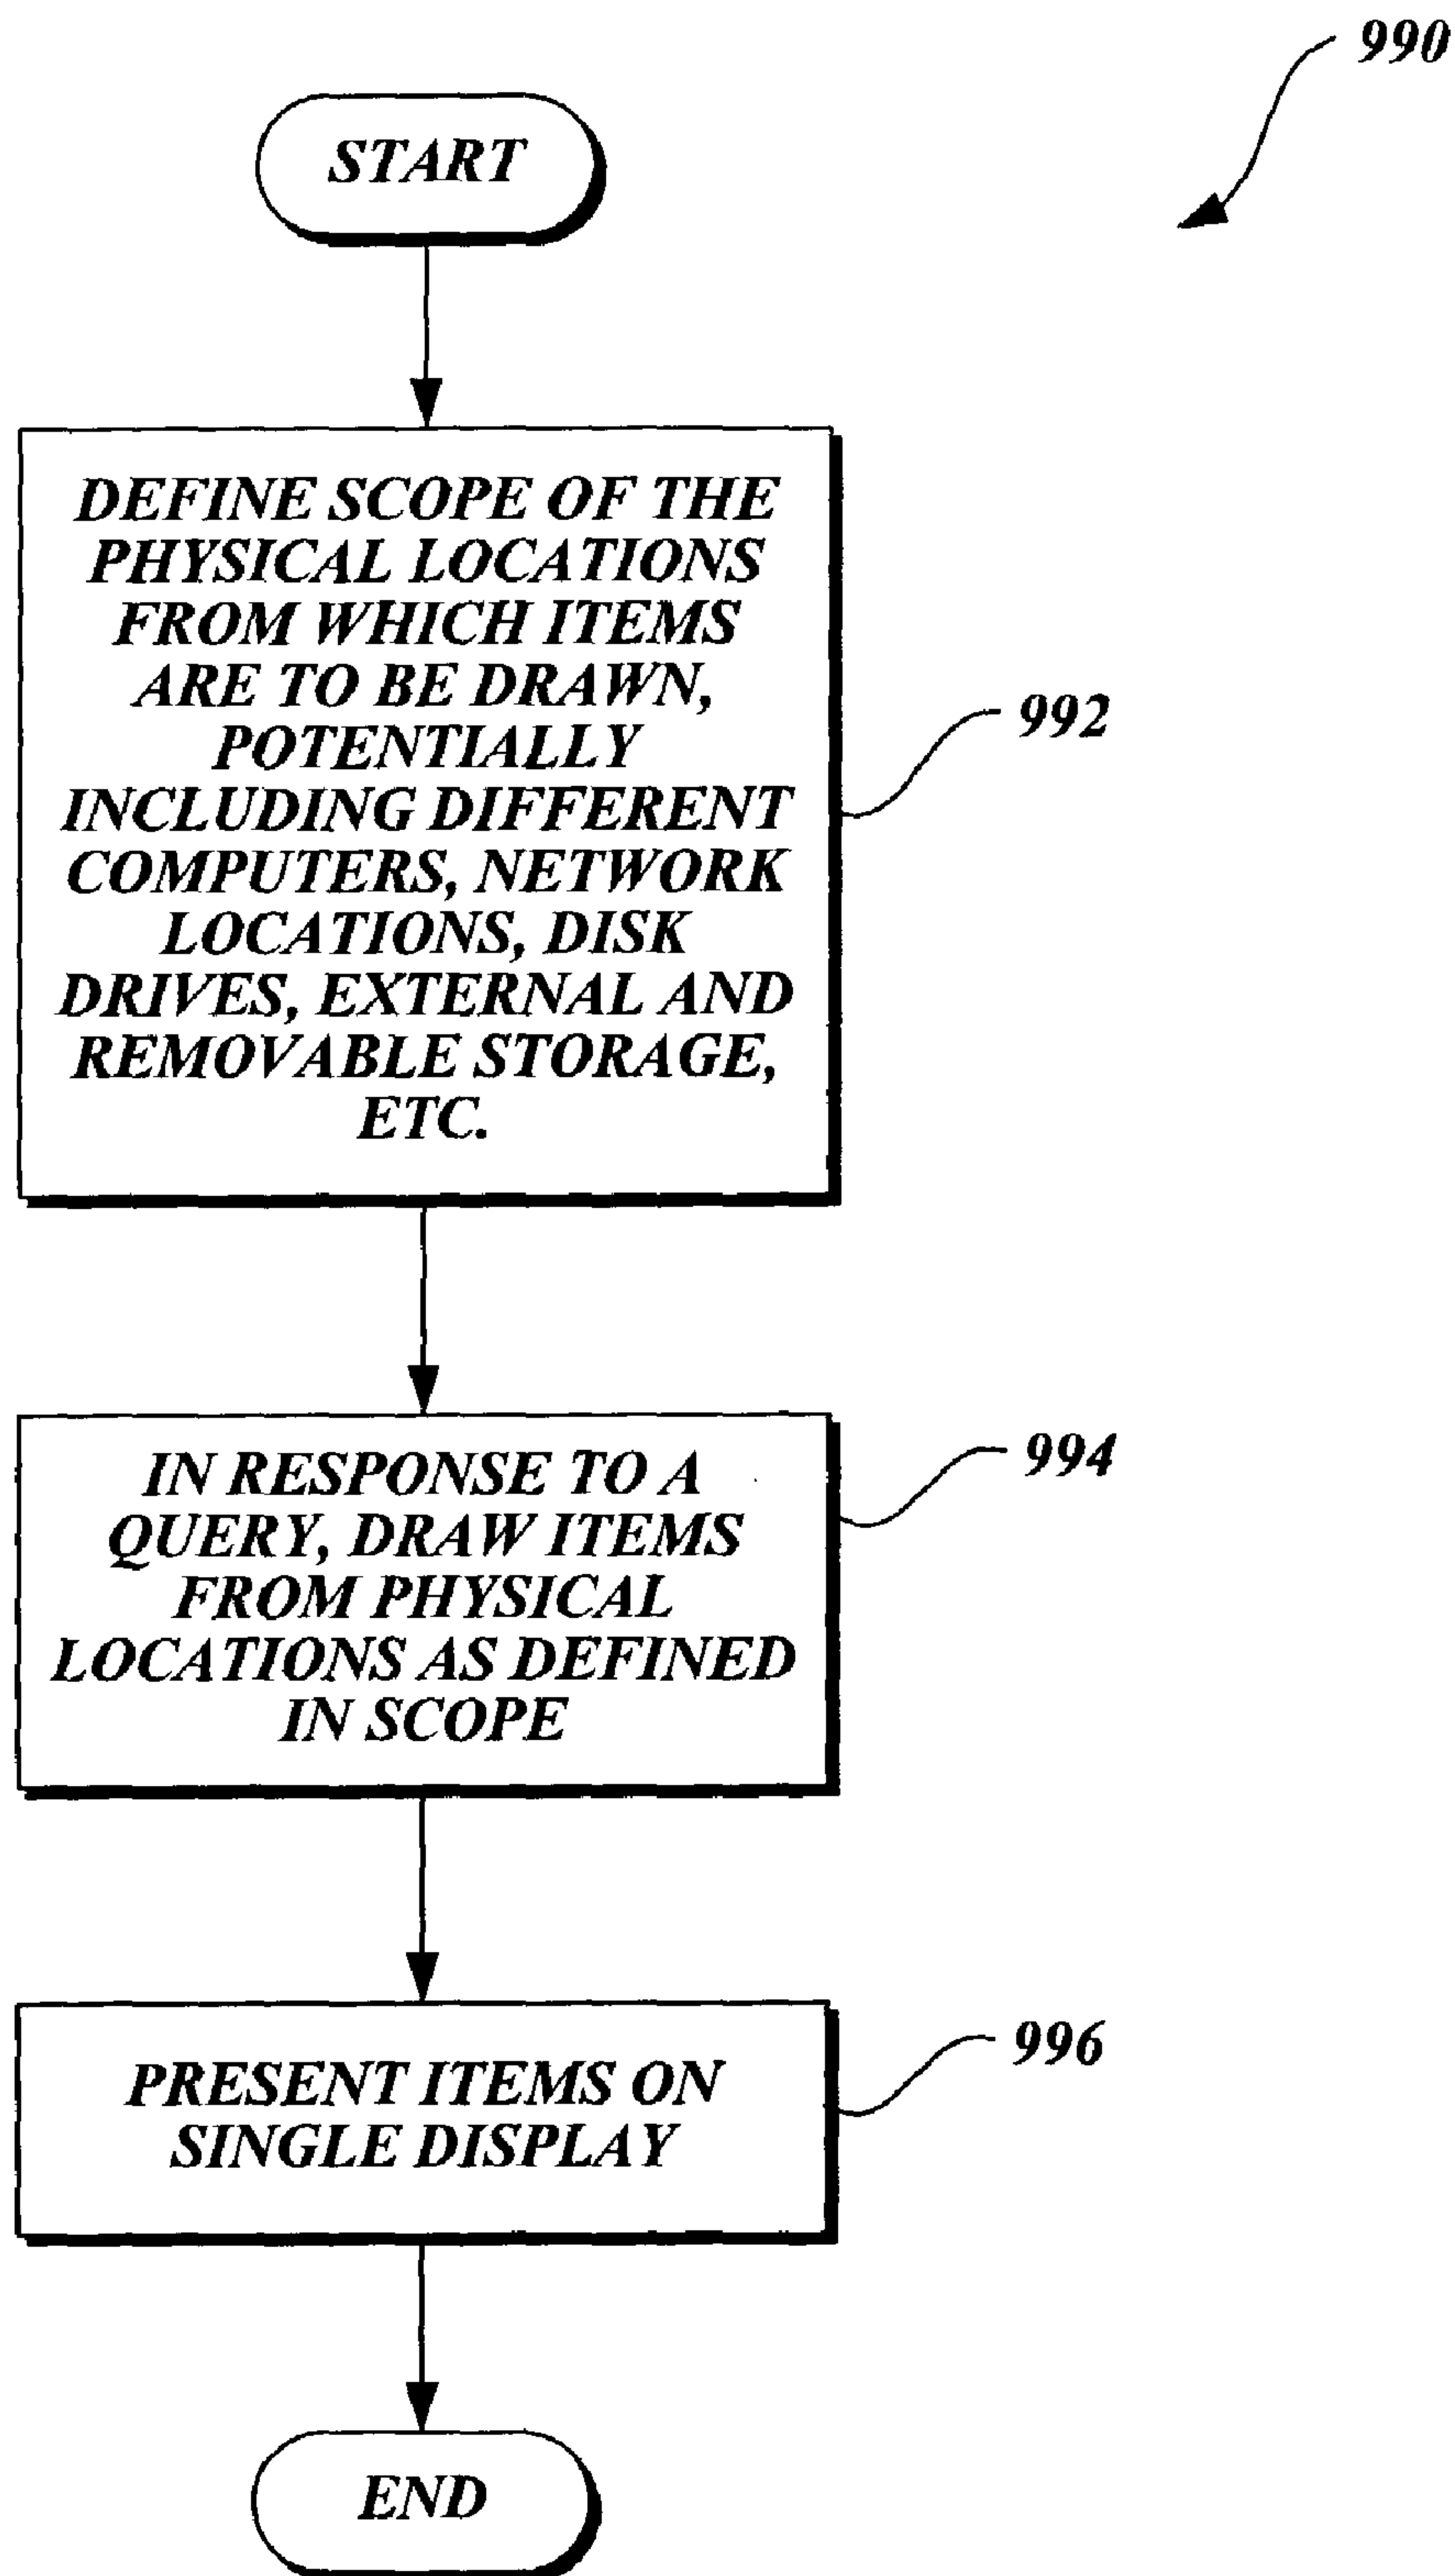 990
START
DEFINE SCOPE OF THE
PHYSICAL LOCATIONS
FROM WHICH ITEMS
ARE TO BE DRAWN,
POTENTIALLY
INCLUDING DIFFERENT
COMPUTERS, NETWORK
LOCATIONS, DISK
DRIVES, EXTERNAL AND
REMOVABLE STORAGE,
ETC.
992
IN RESPONSE TO A
QUERY, DRAW ITEMS
FROM PHYSICAL
LOCATIONS AS DEFINED
IN SCOPE
994
PRESENT ITEMS ON
SINGLE DISPLAY
996
END